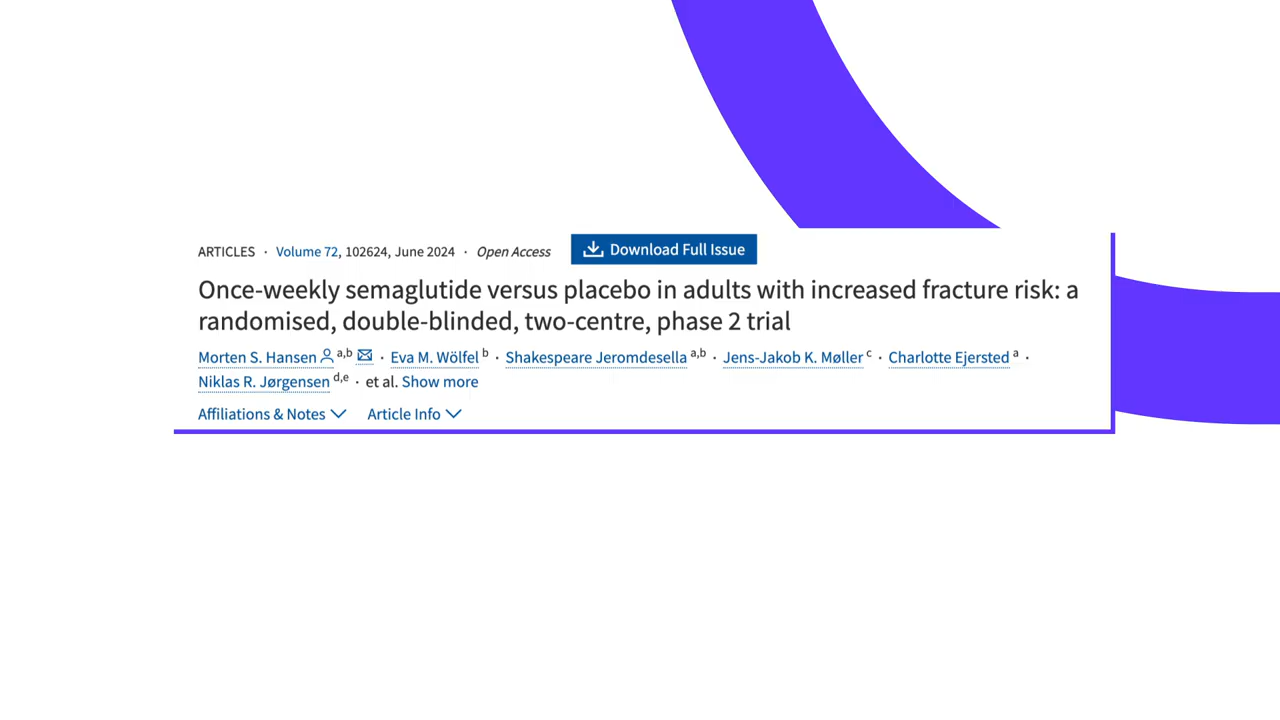 ARTICLES · Volume 72, 102624, June 2024 · Open Access Download Full Issue
Once-weekly semaglutide versus placebo in adults with increased fracture risk: a
randomised, double-blinded, two-centre, phase 2 trial
Morten S. Hansen a,b · Eva M. Wölfel b · Shakespeare Jeromdesella a,b · Jens-Jakob K. Møller c · Charlotte Ejersted a ·
Niklas R. Jørgensen d,e · et al. Show more
Affiliations & Notes Article Info